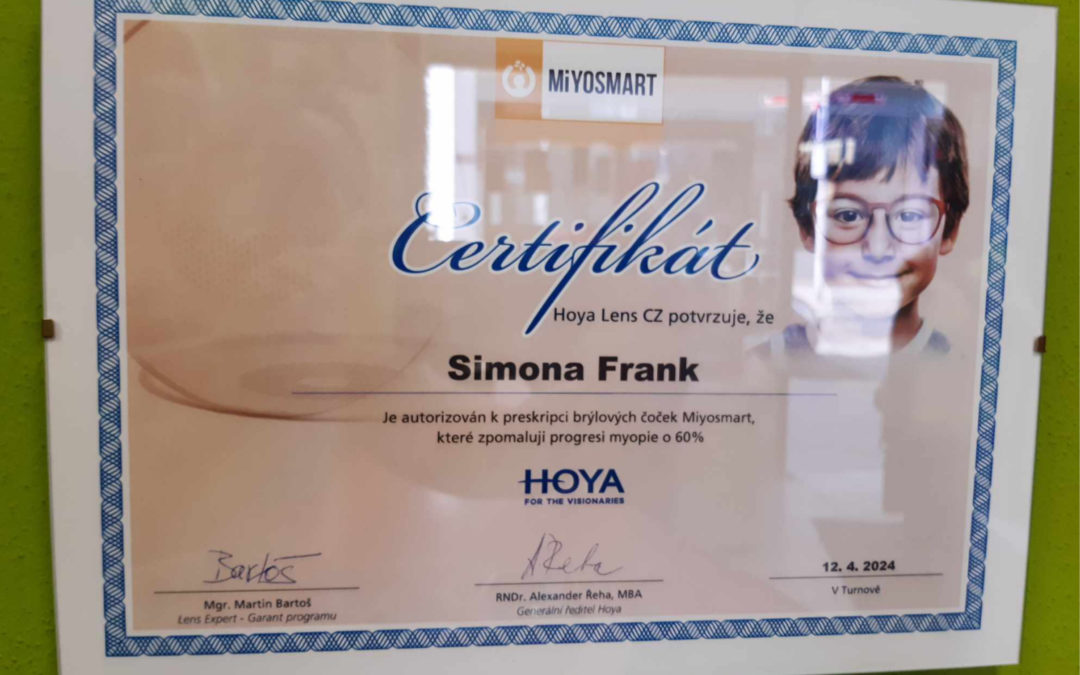 MiYOSMART
Certifikát
Hoya Lens CZ potvrzuje, že
Simona Frank
Je autorizován k preskripci brýlových čoček Miyosmart,
které zpomaluji progresi myopie o 60%
HOYA
FOR THE VISIONARIES
Bartoš
AŘeha
12. 4. 2024
Mgr. Martin Bartoš
RNDr. Alexander Řeha, MBA
V Turnově
Lens Expert - Garant programu
Generální ředitel Hoya